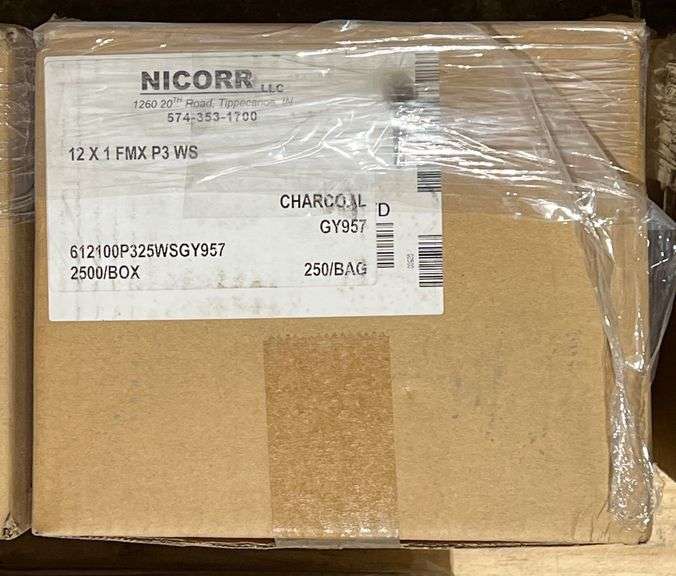 NICORR LLC
1260 20TH Road, Tippecanoe, IN
574-353-1700
12 X 1 FMX P3 WS
CHARCOAL
GY957
612100P325WSGY957
2500/BOX 250/BAG